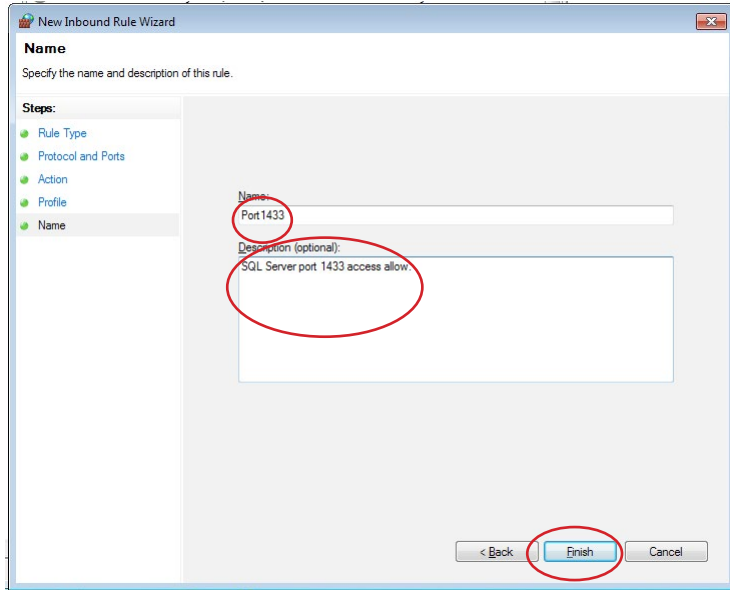 New Inbound Rule Wizard
Name
Specify the name and description of this rule.
Steps:
Rule Type
Protocol and Ports
Action
Profile
Name
Name:
Port1433
Description (optional):
SQL Server port 1433 access allow.
< Back
Finish
Cancel